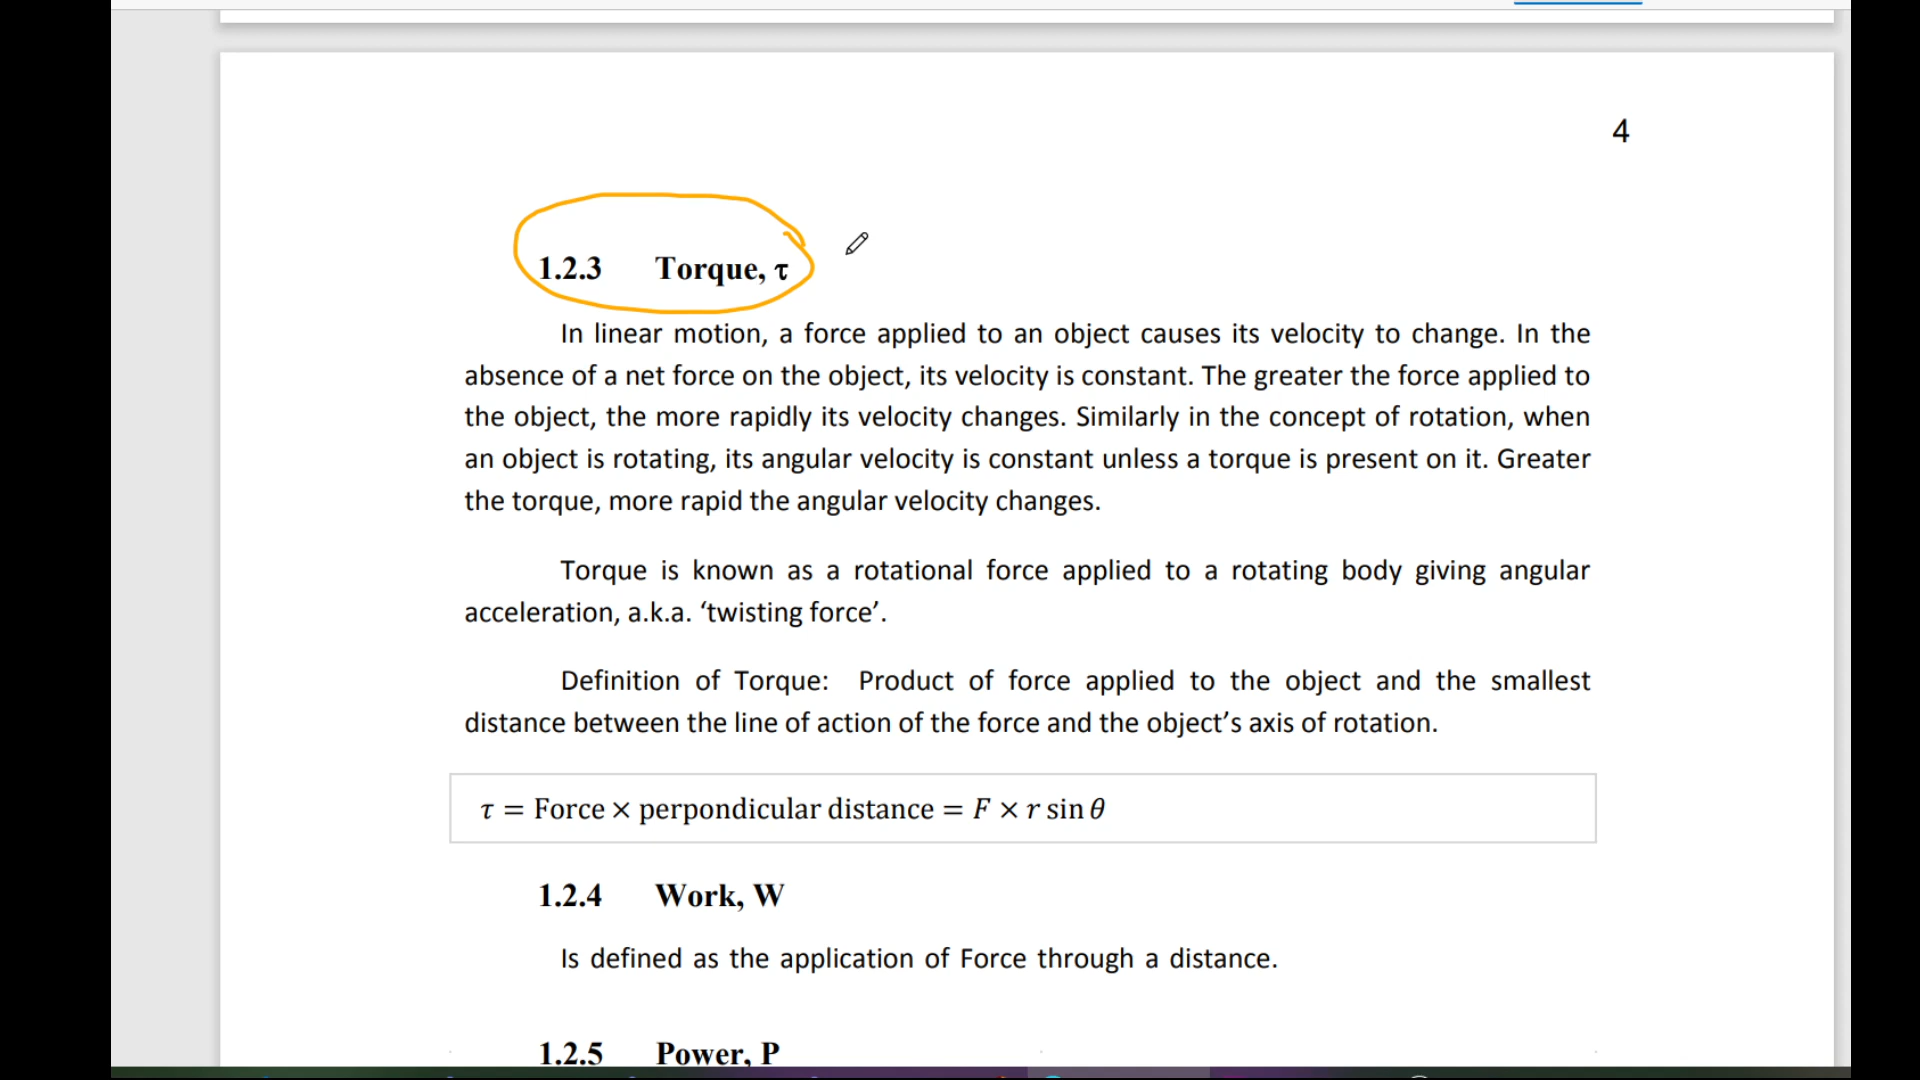 4
1.2.3 Torque, τ
In linear motion, a force applied to an object causes its velocity to change. In the
absence of a net force on the object, its velocity is constant. The greater the force applied to
the object, the more rapidly its velocity changes. Similarly in the concept of rotation, when
an object is rotating, its angular velocity is constant unless a torque is present on it. Greater
the torque, more rapid the angular velocity changes.
Torque is known as a rotational force applied to a rotating body giving angular
acceleration, a.k.a. ‘twisting force’.
Definition of Torque: Product of force applied to the object and the smallest
distance between the line of action of the force and the object’s axis of rotation.
τ = Force × perpondicular distance = F × r sin θ
1.2.4 Work, W
Is defined as the application of Force through a distance.
1.2.5 Power, P